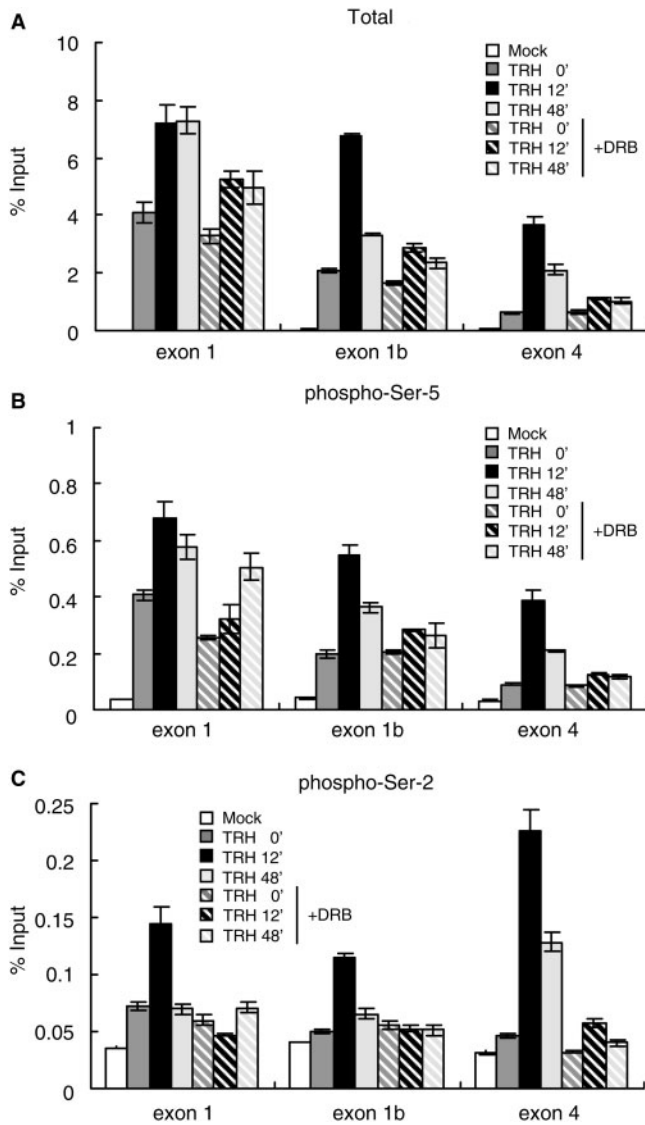 A
Total
10
8
6
4
2
0
% Input
Mock
TRH 0'
TRH 12'
TRH 48'
TRH 0'
TRH 12'
TRH 48'
+DRB
exon 1
exon 1b
exon 4
B
phospho-Ser-5
1
0.8
0.6
0.4
0.2
0
% Input
Mock
TRH 0'
TRH 12'
TRH 48'
TRH 0'
TRH 12'
TRH 48'
+DRB
exon 1
exon 1b
exon 4
C
phospho-Ser-2
0.25
0.2
0.15
0.1
0.05
0
% Input
Mock
TRH 0'
TRH 12'
TRH 48'
TRH 0'
TRH 12'
TRH 48'
+DRB
exon 1
exon 1b
exon 4